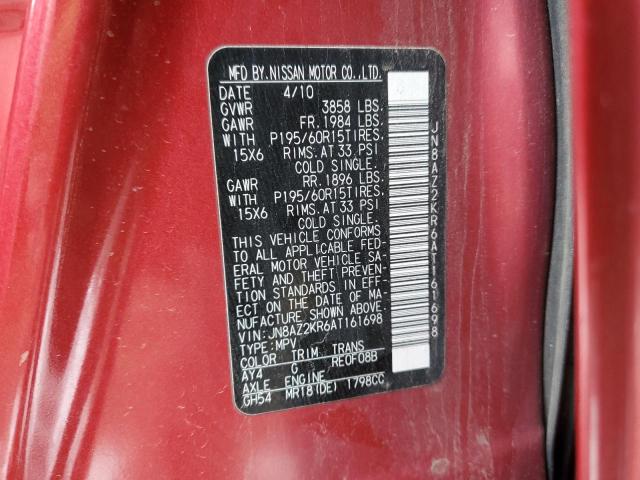 MFD BY.NISSAN MOTOR CO.,LTD.
DATE 4/10
GVWR 3858 LBS.
GAWR FR. 1984 LBS.
WITH P195/60R15TIRES.
15X6 RIMS.AT 33 PSI
COLD SINGLE.
GAWR RR. 1896 LBS.
WITH P195/60R15TIRES.
15X6 RIMS.AT 33 PSI
COLD SINGLE.
THIS VEHICLE CONFORMS
TO ALL APPLICABLE FED-
ERAL MOTOR VEHICLE SA-
FETY AND THEFT PREVEN-
TION STANDARDS IN EFF-
ECT ON THE DATE OF MA-
NUFACTURE SHOWN ABOVE.
VIN:JN8AZ2KR6AT161698
TYPE:MPV
COLOR TRIM TRANS
AY4 G RE0F08B
AXLE ENGINE
GH54 MR18(DE) 1798CC
JN8AZ2KR6AT161698